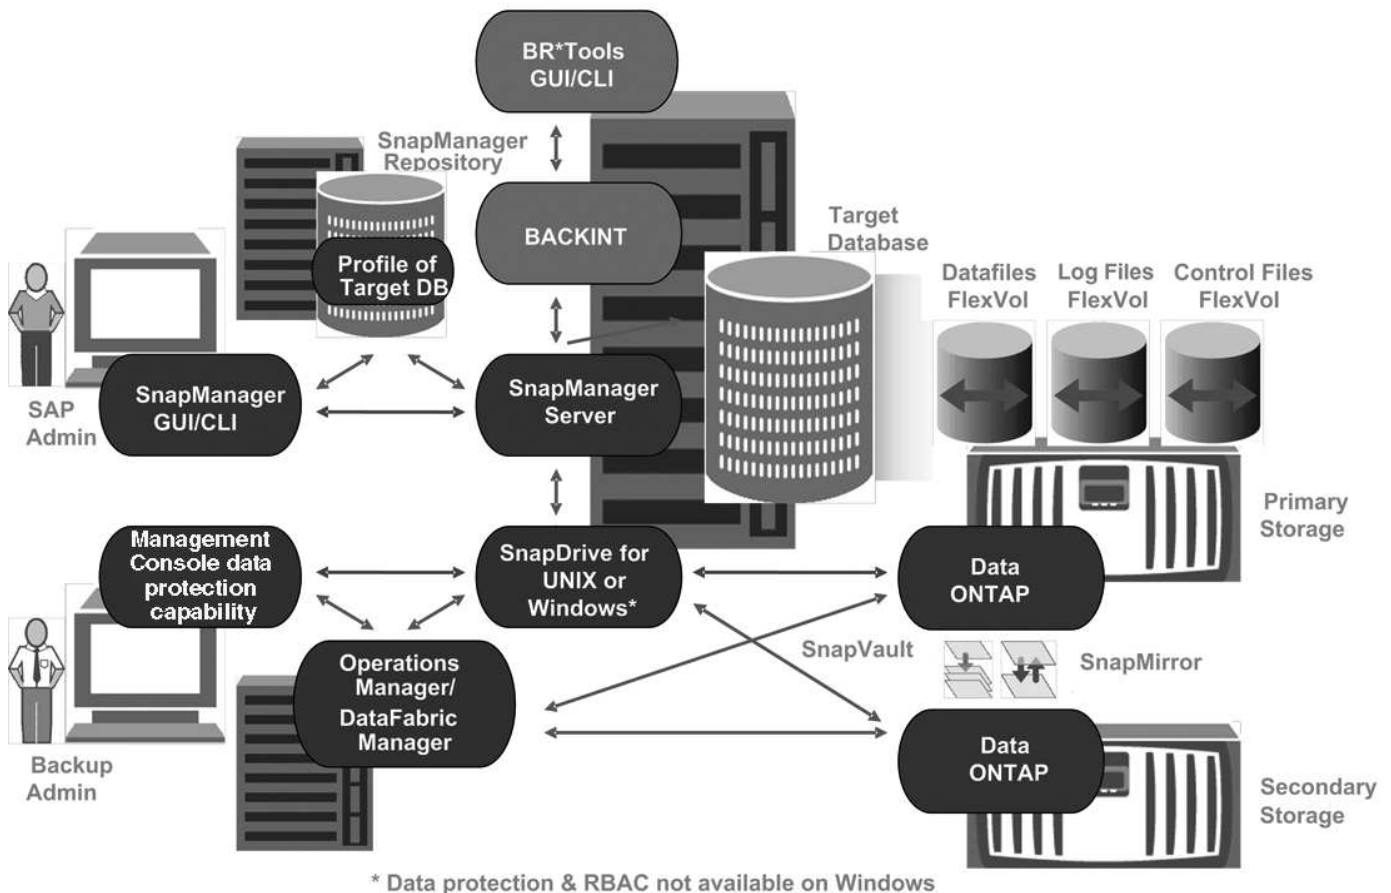 BR*Tools
GUI/CLI
SnapManager
Repository
BACKINT
Profile of
Target DB
Target
Database
Datafiles
FlexVol
Log Files
FlexVol
Control Files
FlexVol
SAP
Admin
SnapManager
GUI/CLI
SnapManager
Server
Primary
Storage
Management
Console data
protection
capability
SnapDrive for
UNIX or
Windows*
Data
ONTAP
SnapVault
SnapMirror
Operations
Manager/
DataFabric
Manager
Backup
Admin
Data
ONTAP
Secondary
Storage
* Data protection & RBAC not available on Windows